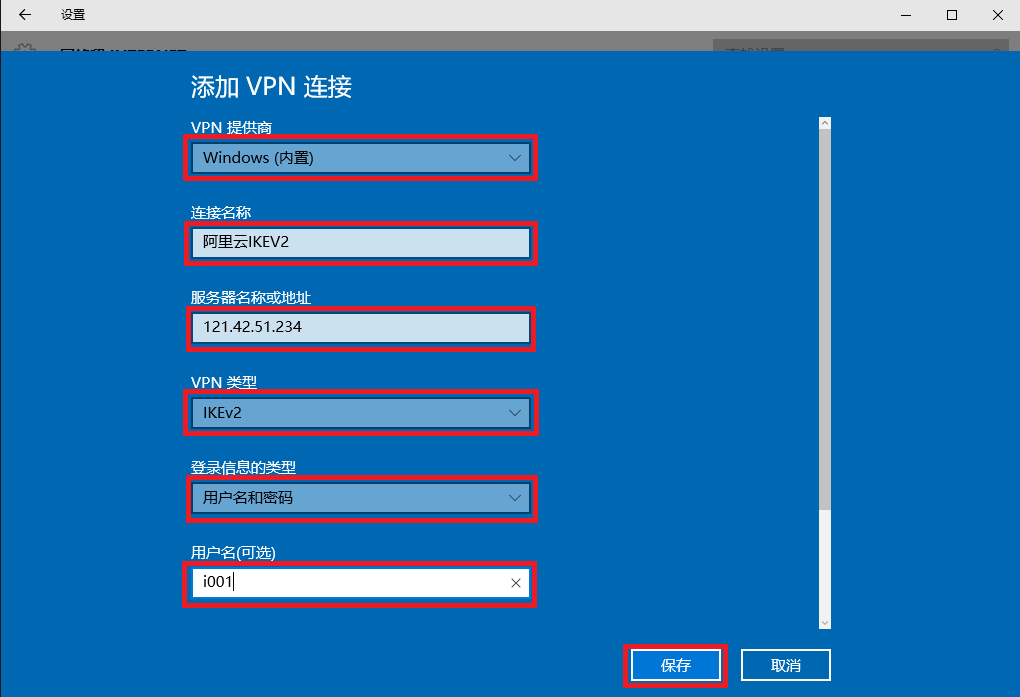 设置
添加 VPN 连接
VPN 提供商
Windows (内置)
连接名称
阿里云IKEV2
服务器名称或地址
121.42.51.234
VPN 类型
IKEv2
登录信息的类型
用户名和密码
用户名(可选)
i001
保存
取消